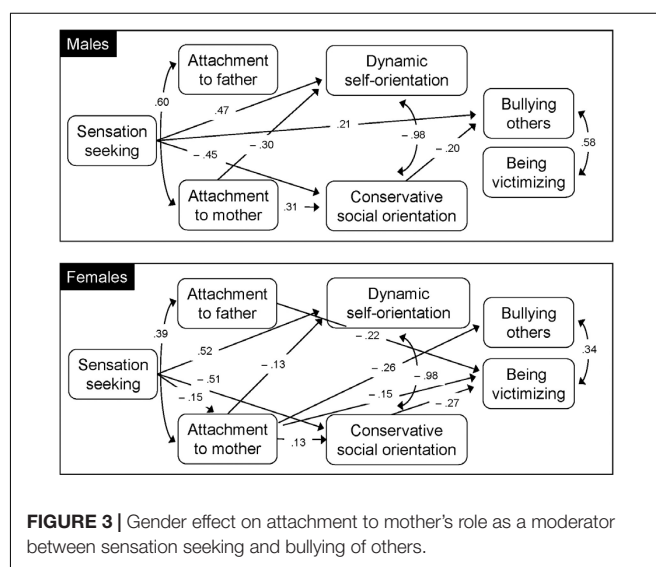 Males
Attachment
to father
Dynamic
self-orientation
.60
.47
Bullying
others
Sensation
seeking
.21
– .30
– .98
.58
– .45
– .20
Being
victimizing
Attachment
to mother
.31
Conservative
social orientation
Females
Attachment
to father
Dynamic
self-orientation
.39
– .22
Bullying
others
.52
– .13
.34
Sensation
seeking
– .26
– .98
Being
victimizing
– .51
– .15
– .15
– .27
Attachment
to mother
.13
Conservative
social orientation
FIGURE 3 | Gender effect on attachment to mother's role as a moderator
between sensation seeking and bullying of others.